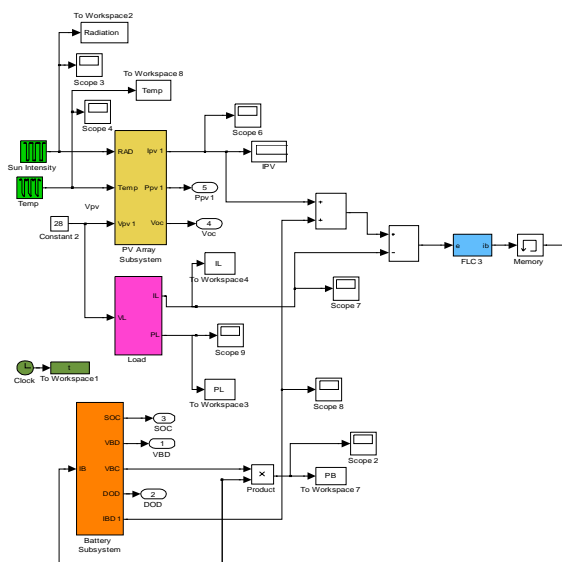 To Workspace2
Radiation
Scope 3
To Workspace 8
Temp
Scope 4
Scope 6
Sun Intensity
RAD
Ipv 1
IPV
Temp
Temp
Ppv 1
5
Ppv 1
Vpv
28
Constant 2
Vpv 1
Voc
4
Voc
PV Array
Subsystem
+
+
+
-
e
ib
FLC 3
Memory
IL
To Workspace4
Scope 7
IL
VL
PL
Load
Scope 9
Clock
t
To Workspace1
PL
To Workspace3
Scope 8
SOC
3
SOC
VBD
1
VBD
IB
VBC
×
Product
Scope 2
PB
To Workspace 7
DOD
2
DOD
IBD 1
Battery
Subsystem